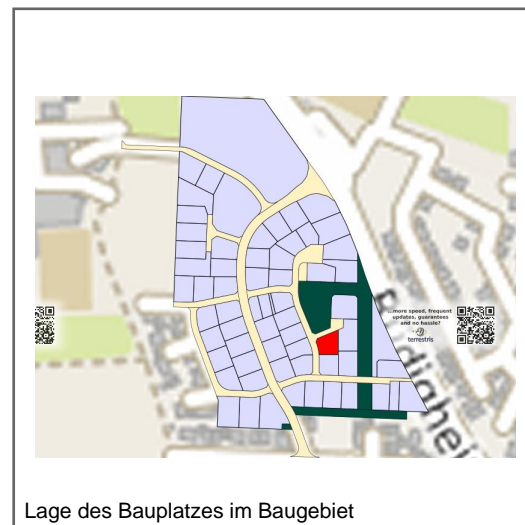 ...more speed, frequent
updates, guarantees
and no hassle?
terrestris
Lage des Bauplatzes im Baugebiet